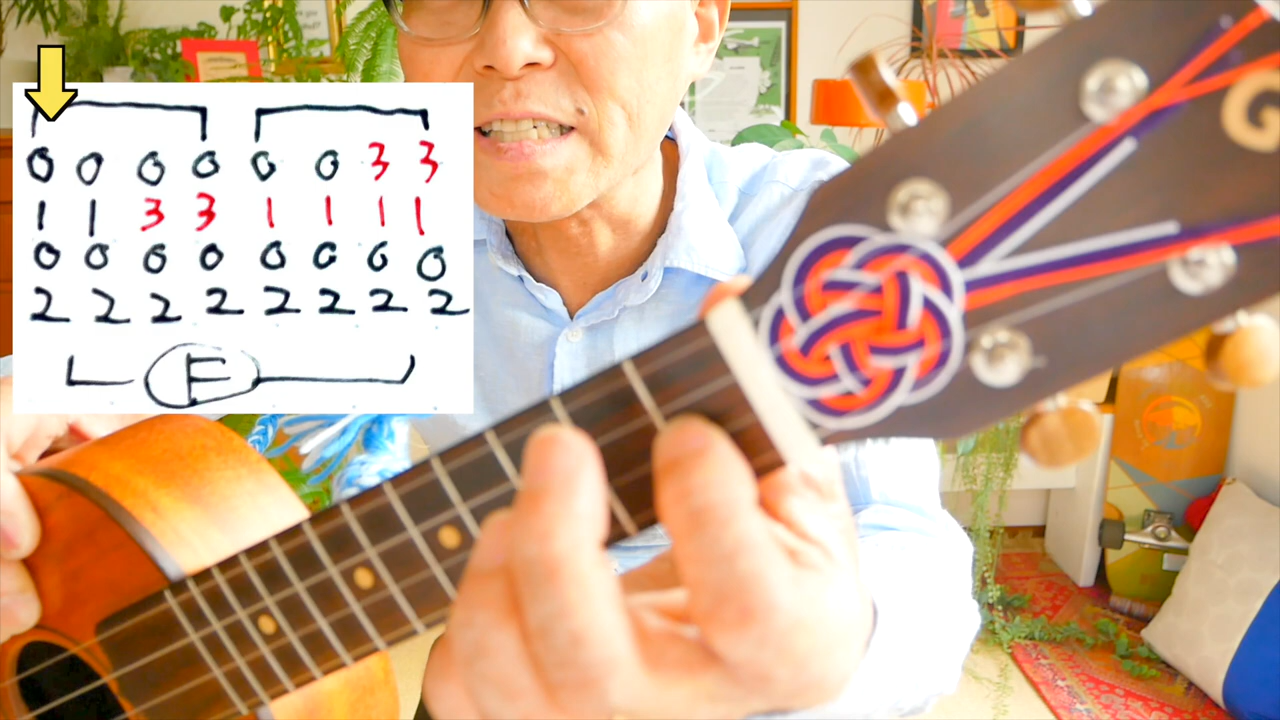 0 0 0 0 0 0 3 3
1 1 3 3 1 1 1 1
0 0 0 0 0 0 0 0
2 2 2 2 2 2 2 2
F
G